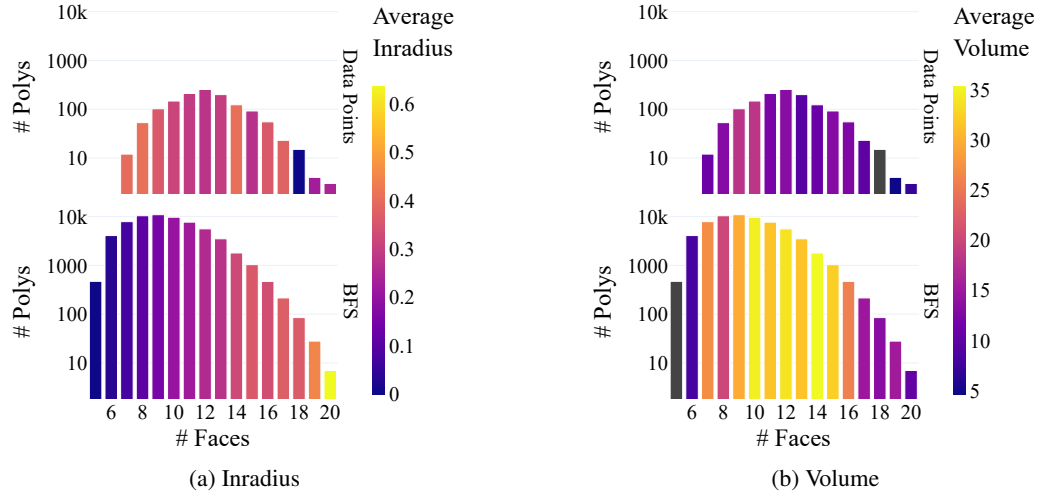 Average
Inradius
10k
1000
100
10
# Polys
Data Points
10k
1000
100
10
# Polys
BFS
6 8 10 12 14 16 18 20
# Faces
0.6
0.5
0.4
0.3
0.2
0.1
0
(a) Inradius
Average
Volume
10k
1000
100
10
# Polys
Data Points
10k
1000
100
10
# Polys
BFS
6 8 10 12 14 16 18 20
# Faces
35
30
25
20
15
10
5
(b) Volume